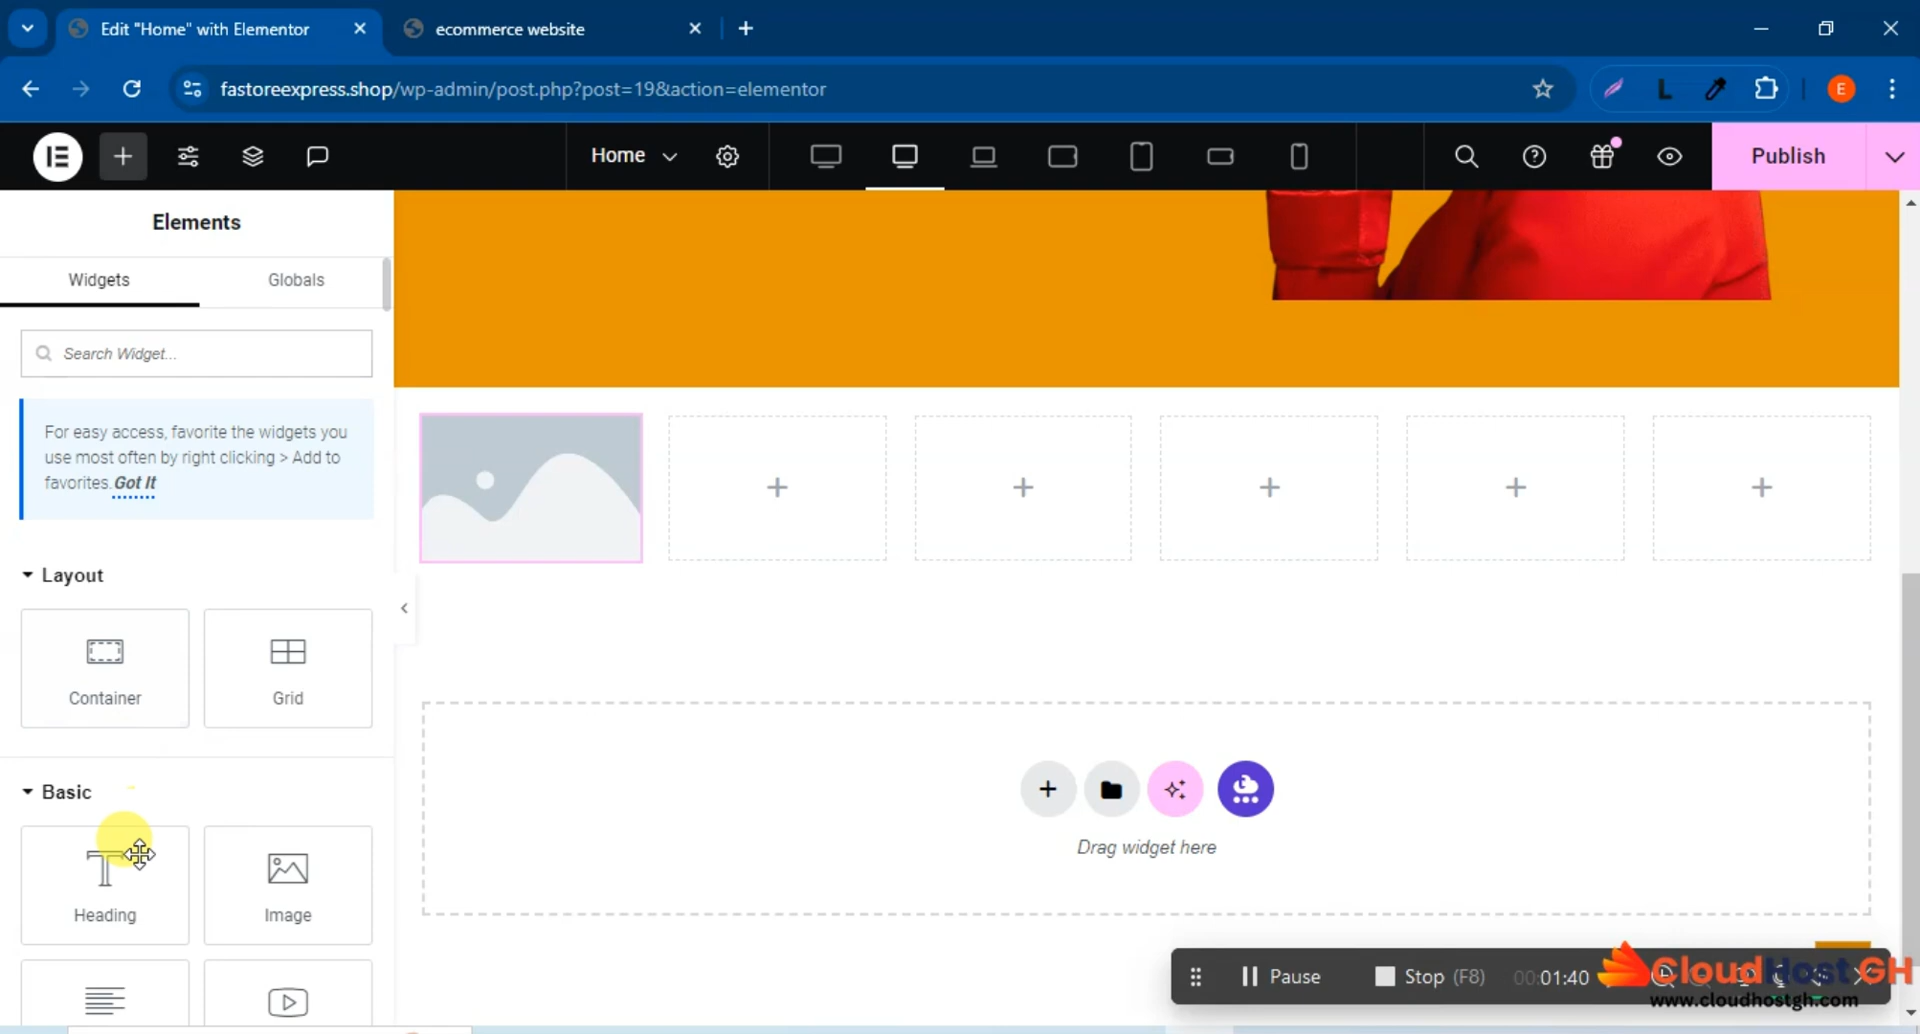 Edit "Home" with Elementor
ecommerce website
fastoreexpress.shop/wp-admin/post.php?post=19&action=elementor
L
E
Home
Publish
Elements
Widgets
Globals
Search Widget...
For easy access, favorite the widgets you
use most often by right clicking > Add to
favorites. Got It
Layout
Container
Grid
Basic
Heading
Image
Drag widget here
Pause
Stop (F8)
00:01:40
CloudHost GH
www.cloudhostgh.com